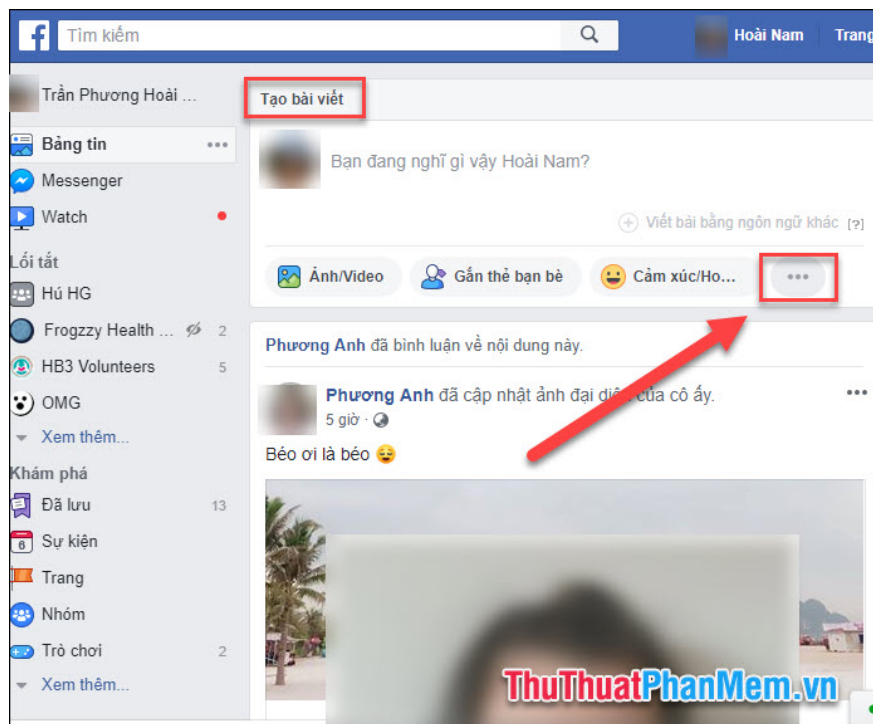 f
Tìm kiếm
Hoài Nam
Trang
Trần Phương Hoài ...
Bảng tin
Messenger
Watch
Lối tắt
Hú HG
Frogzzy Health ... 2
HB3 Volunteers 5
OMG
Xem thêm...
Khám phá
Đã lưu 13
6
Sự kiện
Trang
Nhóm
Trò chơi 2
Xem thêm...
Tạo bài viết
Bạn đang nghĩ gì vậy Hoài Nam?
Viết bài bằng ngôn ngữ khác [?]
Ảnh/Video
Gắn thẻ bạn bè
Cảm xúc/Ho...
Phương Anh đã bình luận về nội dung này.
Phương Anh đã cập nhật ảnh đại diện của cô ấy.
5 giờ ·
Béo ơi là béo 😌
ThuThuatPhanMem.vn